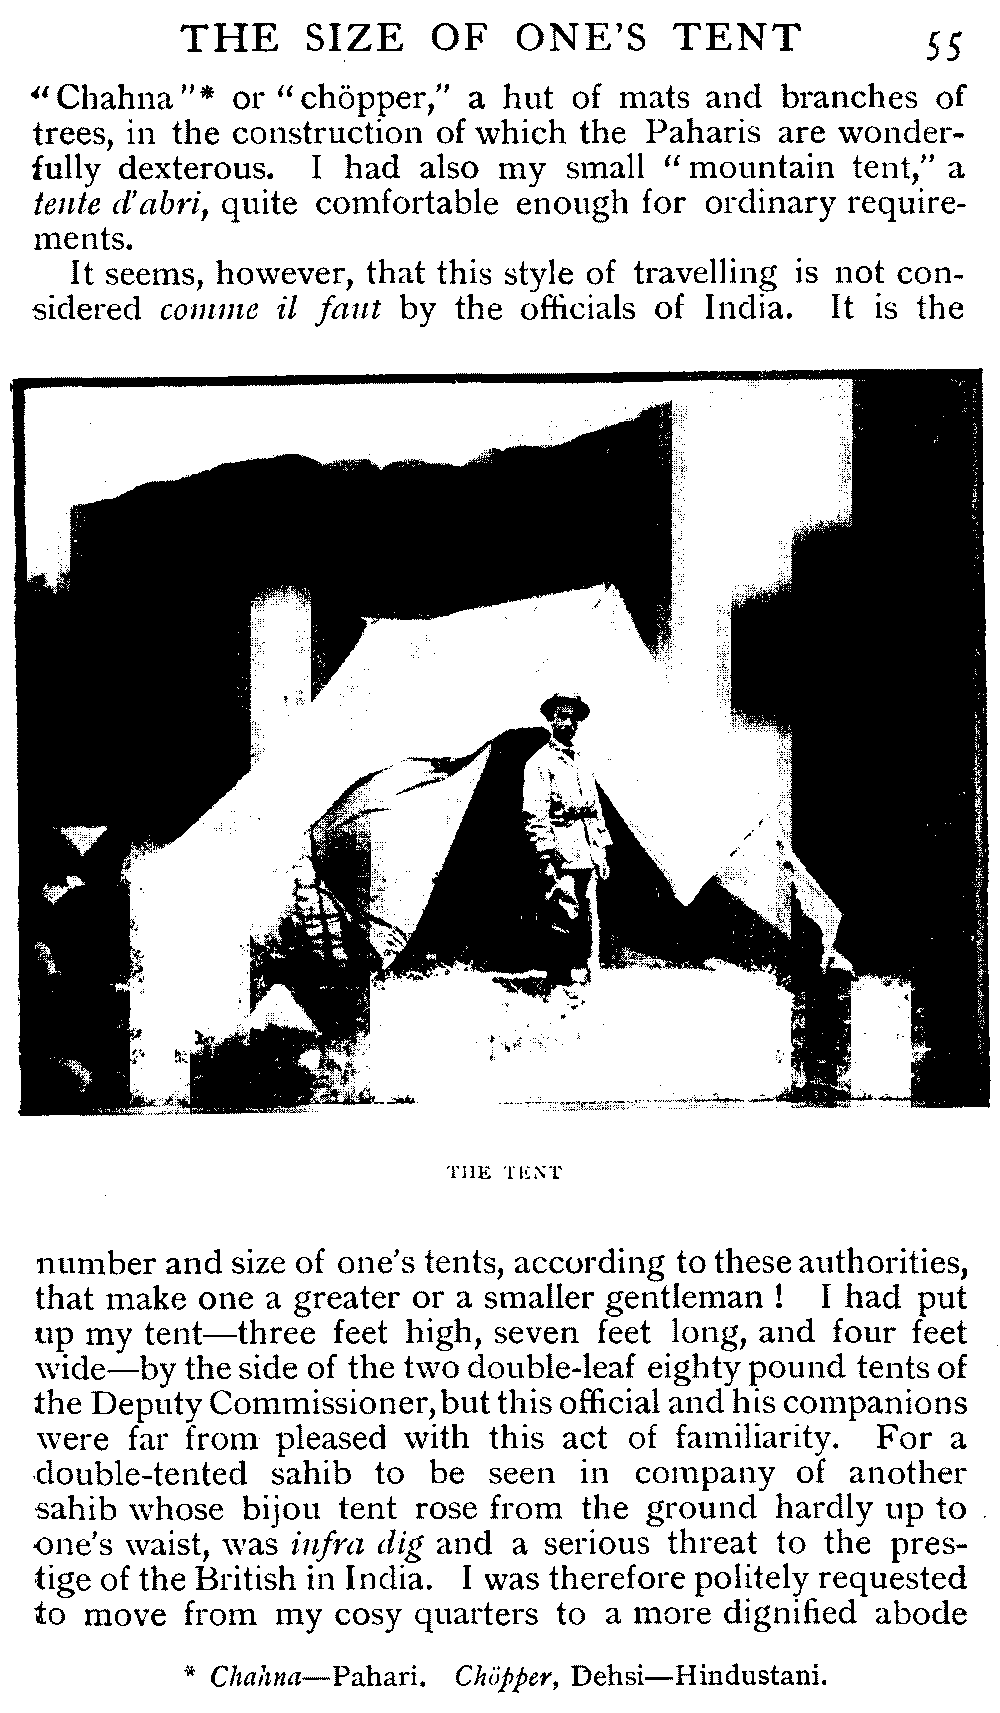 THE SIZE OF ONE'S TENT 55
"Chahna"* or "chöpper," a hut of mats and branches of
trees, in the construction of which the Paharis are wonder-
fully dexterous. I had also my small "mountain tent," a
tente d'abri, quite comfortable enough for ordinary require-
ments.
It seems, however, that this style of travelling is not con-
sidered comme il faut by the officials of India. It is the
THE TENT
number and size of one's tents, according to these authorities,
that make one a greater or a smaller gentleman ! I had put
up my tent—three feet high, seven feet long, and four feet
wide—by the side of the two double-leaf eighty pound tents of
the Deputy Commissioner, but this official and his companions
were far from pleased with this act of familiarity. For a
double-tented sahib to be seen in company of another
sahib whose bijou tent rose from the ground hardly up to
one's waist, was infra dig and a serious threat to the pres-
tige of the British in India. I was therefore politely requested
to move from my cosy quarters to a more dignified abode
* Chahna—Pahari. Chöpper, Dehsi—Hindustani.